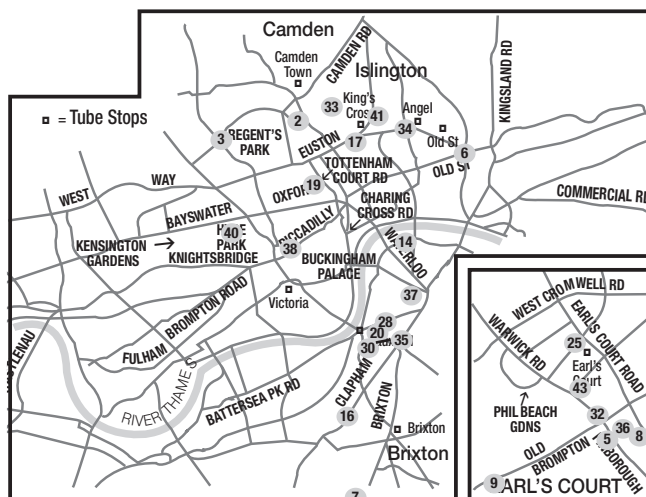 Camden
Camden
Town
CAMDEN RD
Islington
KINGSLAND RD
33
King's
Cross
41
Angel
34
Old St
▫ = Tube Stops
2
3
REGENT'S
PARK
EUSTON
17
6
OLD ST
TOTTENHAM
COURT RD
19
OXFORD
WEST
WAY
BAYSWATER
CHARING
CROSS RD
COMMERCIAL RD
40
PARK
KENSINGTON
GARDENS
KNIGHTSBRIDGE
38
PICCADILLY
BUCKINGHAM
PALACE
WATERLOO
14
37
Victoria
BROMPTON ROAD
FULHAM
28
20
30
35
RIVER THAMES
BATTERSEA PK RD
CLAPHAM
BRIXTON
16
Brixton
Brixton
7
WEST CROMWELL RD
EARLS COURT ROAD
WARWICK RD
25
Earl's
Court
43
PHIL BEACH
GDNS
32
36
5
8
OLD
BROMPTON
9
EARL'S COURT